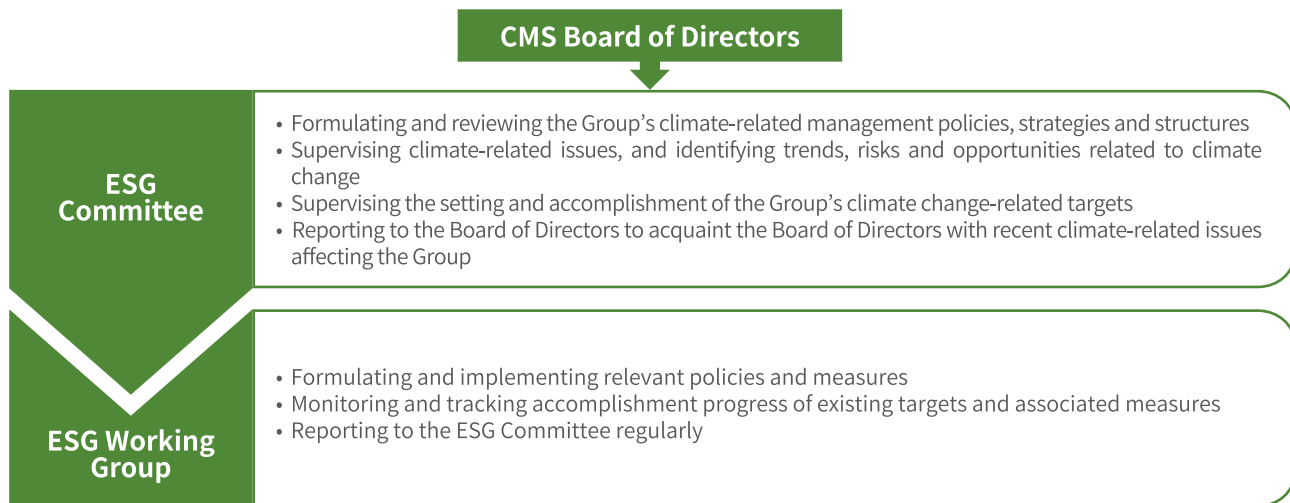 CMS Board of Directors
ESG
Committee
• Formulating and reviewing the Group's climate-related management policies, strategies and structures
• Supervising climate-related issues, and identifying trends, risks and opportunities related to climate
change
• Supervising the setting and accomplishment of the Group's climate change-related targets
• Reporting to the Board of Directors to acquaint the Board of Directors with recent climate-related issues
affecting the Group
ESG Working
Group
• Formulating and implementing relevant policies and measures
• Monitoring and tracking accomplishment progress of existing targets and associated measures
• Reporting to the ESG Committee regularly